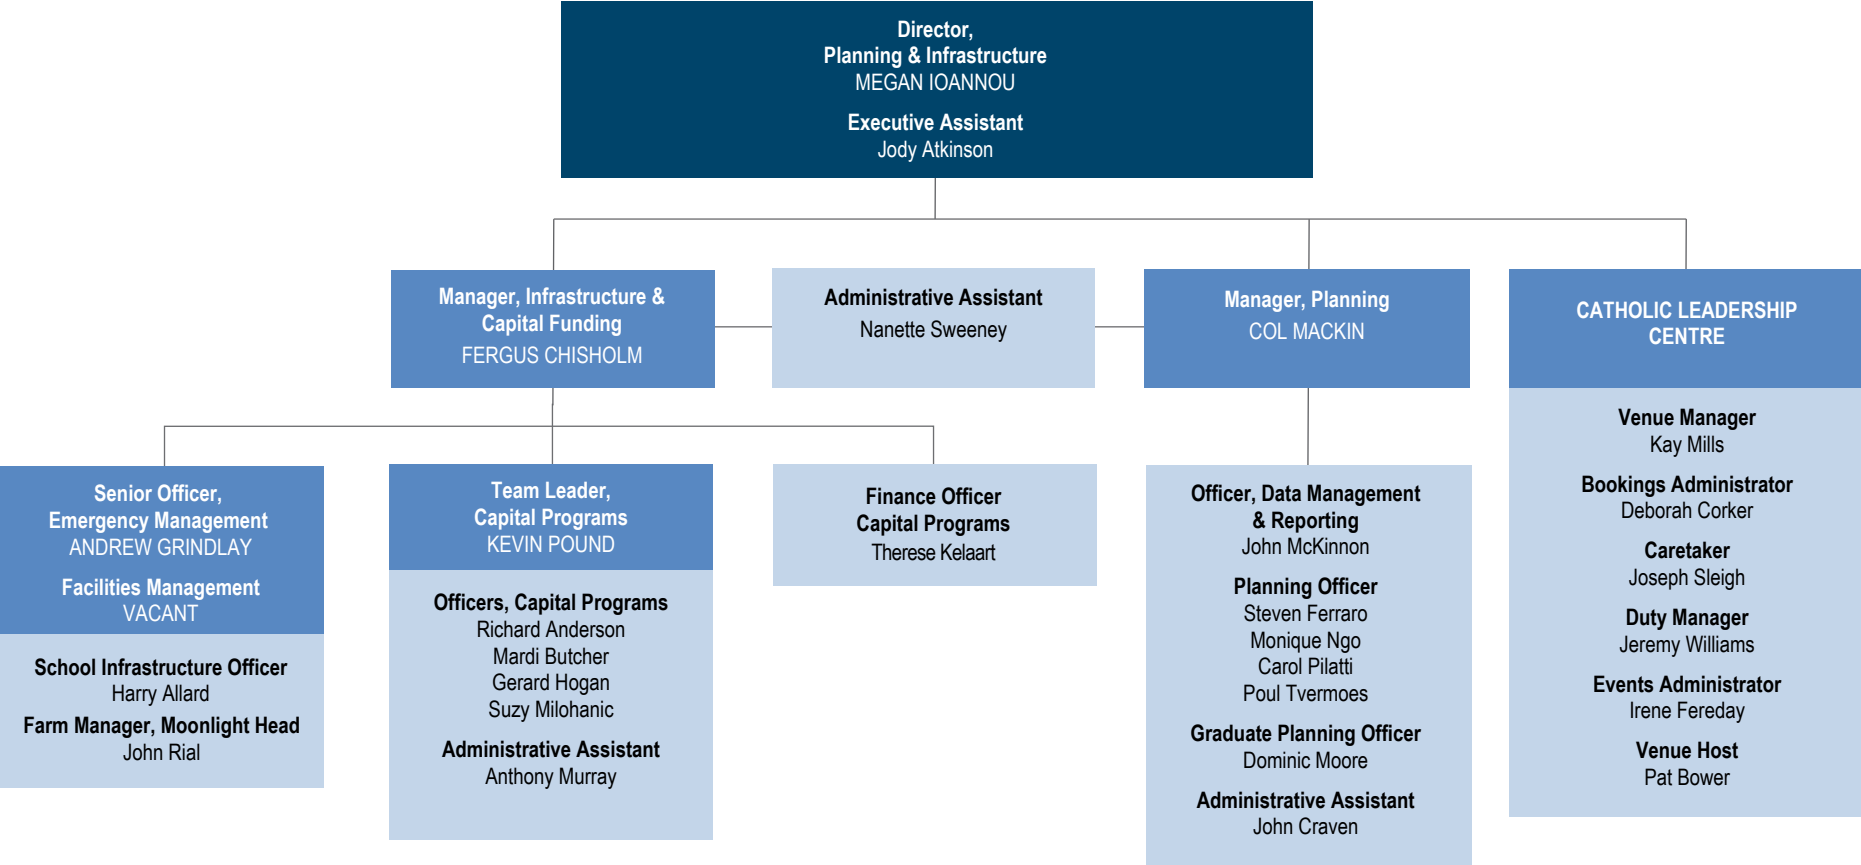 Director,
Planning & Infrastructure
MEGAN IOANNOU
Executive Assistant
Jody Atkinson
Manager, Infrastructure &
Capital Funding
FERGUS CHISHOLM
Administrative Assistant
Nanette Sweeney
Manager, Planning
COL MACKIN
CATHOLIC LEADERSHIP
CENTRE
Senior Officer,
Emergency Management
ANDREW GRINDLAY
Facilities Management
VACANT
School Infrastructure Officer
Harry Allard
Farm Manager, Moonlight Head
John Rial
Team Leader,
Capital Programs
KEVIN POUND
Officers, Capital Programs
Richard Anderson
Mardi Butcher
Gerard Hogan
Suzy Milohanic
Administrative Assistant
Anthony Murray
Finance Officer
Capital Programs
Therese Kelaart
Officer, Data Management
& Reporting
John McKinnon
Planning Officer
Steven Ferraro
Monique Ngo
Carol Pilatti
Poul Tvermoes
Graduate Planning Officer
Dominic Moore
Administrative Assistant
John Craven
Venue Manager
Kay Mills
Bookings Administrator
Deborah Corker
Caretaker
Joseph Sleigh
Duty Manager
Jeremy Williams
Events Administrator
Irene Fereday
Venue Host
Pat Bower